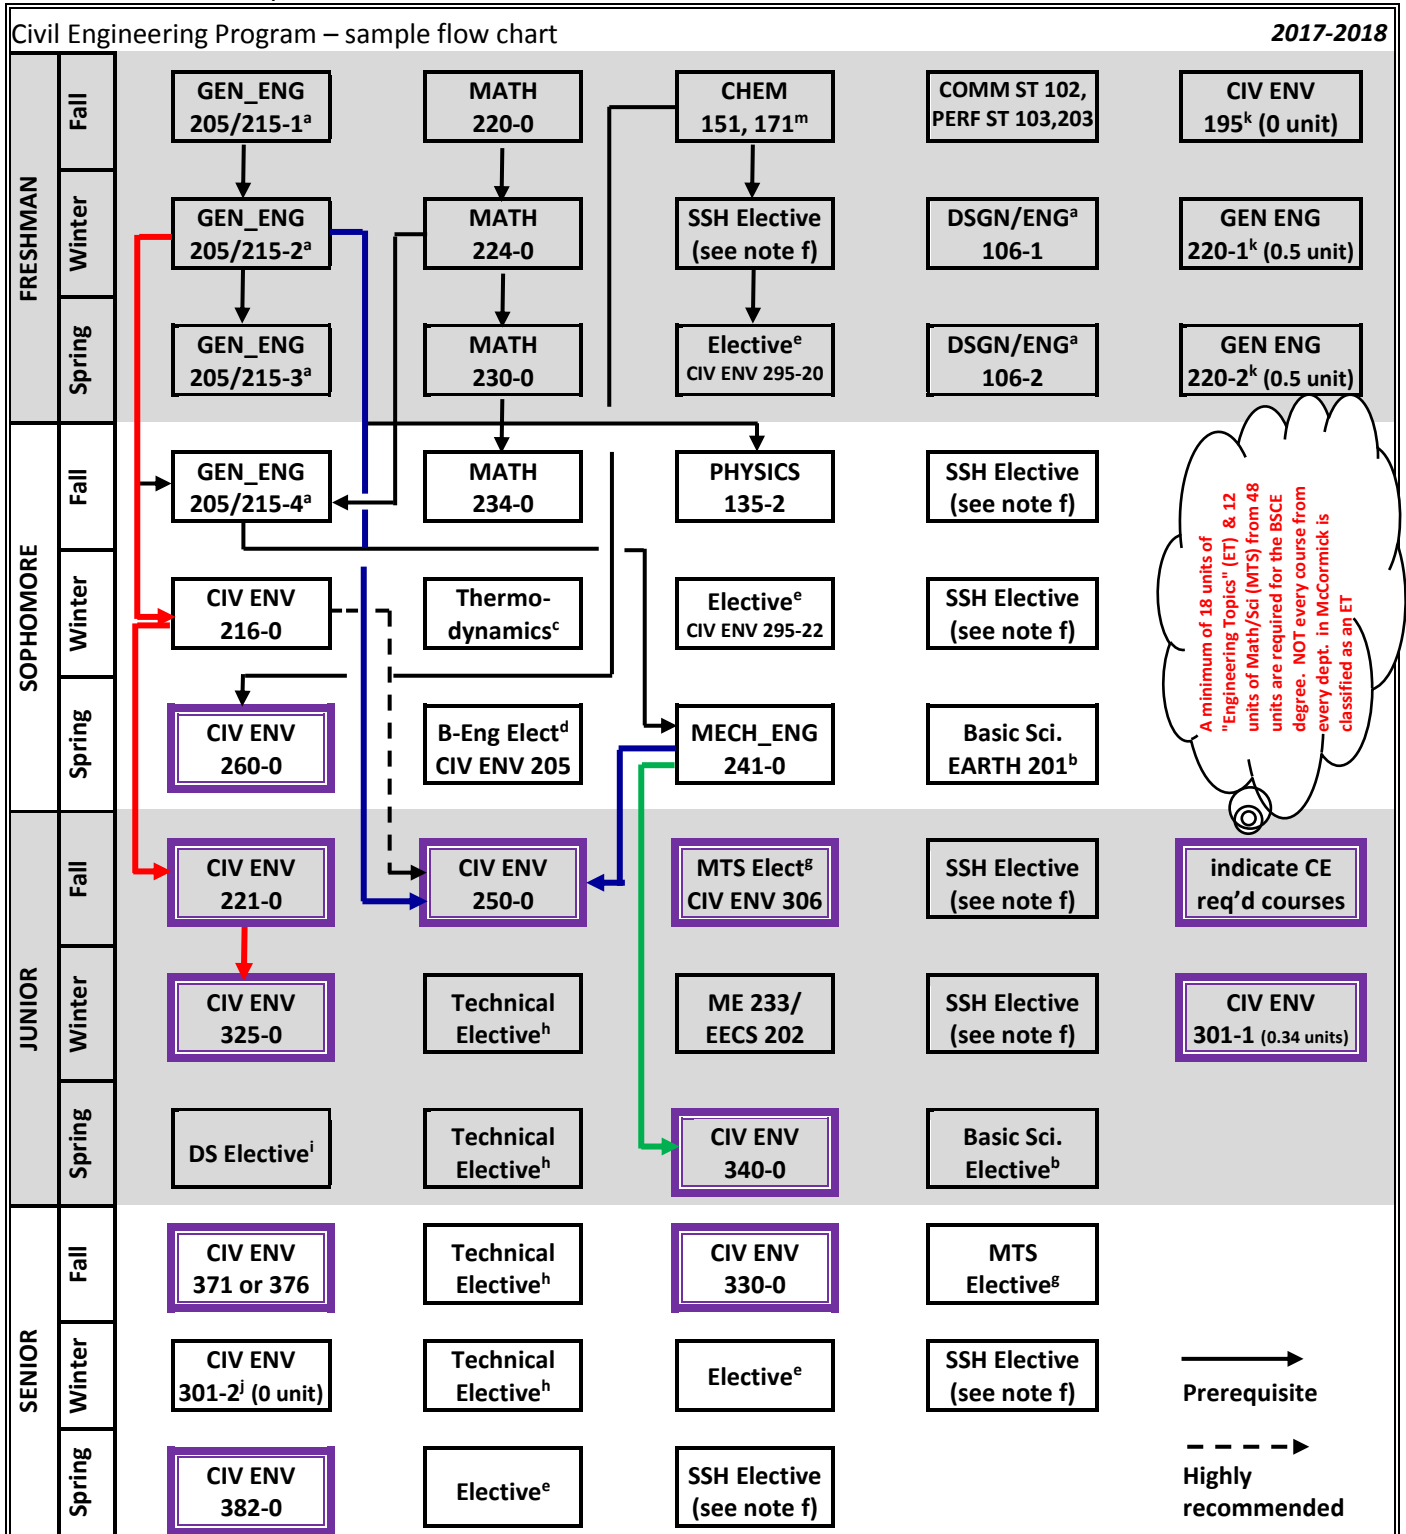 Civil Engineering Program – sample flow chart
2017-2018
FRESHMAN
Fall
GEN_ENG
205/215-1ᵃ
MATH
220-0
CHEM
151, 171ᵐ
COMM ST 102,
PERF ST 103,203
CIV ENV
195ᵏ (0 unit)
Winter
GEN_ENG
205/215-2ᵃ
MATH
224-0
SSH Elective
(see note f)
DSGN/ENGᵃ
106-1
GEN ENG
220-1ᵏ (0.5 unit)
Spring
GEN_ENG
205/215-3ᵃ
MATH
230-0
Electiveᵉ
CIV ENV 295-20
DSGN/ENGᵃ
106-2
GEN ENG
220-2ᵏ (0.5 unit)
SOPHOMORE
Fall
GEN_ENG
205/215-4ᵃ
MATH
234-0
PHYSICS
135-2
SSH Elective
(see note f)
A minimum of 18 units of
"Engineering Topics" (ET) & 12
units of Math/Sci (MTS) from 48
units are required for the BSCE
degree. NOT every course from
every dept. in McCormick is
classified as an ET
Winter
CIV ENV
216-0
Thermo-
dynamicsᶜ
Electiveᵉ
CIV ENV 295-22
SSH Elective
(see note f)
Spring
CIV ENV
260-0
B-Eng Electᵈ
CIV ENV 205
MECH_ENG
241-0
Basic Sci.
EARTH 201ᵇ
JUNIOR
Fall
CIV ENV
221-0
CIV ENV
250-0
MTS Electᵍ
CIV ENV 306
SSH Elective
(see note f)
indicate CE
req’d courses
Winter
CIV ENV
325-0
Technical
Electiveʰ
ME 233/
EECS 202
SSH Elective
(see note f)
CIV ENV
301-1 (0.34 units)
Spring
DS Electiveⁱ
Technical
Electiveʰ
CIV ENV
340-0
Basic Sci.
Electiveᵇ
SENIOR
Fall
CIV ENV
371 or 376
Technical
Electiveʰ
CIV ENV
330-0
MTS
Electiveᵍ
Winter
CIV ENV
301-2ʲ (0 unit)
Technical
Electiveʰ
Electiveᵉ
SSH Elective
(see note f)
Prerequisite
Spring
CIV ENV
382-0
Electiveᵉ
SSH Elective
(see note f)
Highly
recommended